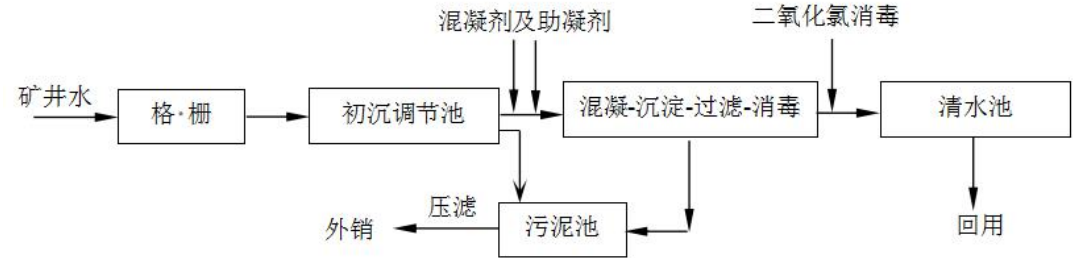 混凝剂及助凝剂
二氧化氯消毒
矿井水
格·栅
初沉调节池
混凝-沉淀-过滤-消毒
清水池
外销
压滤
污泥池
回用